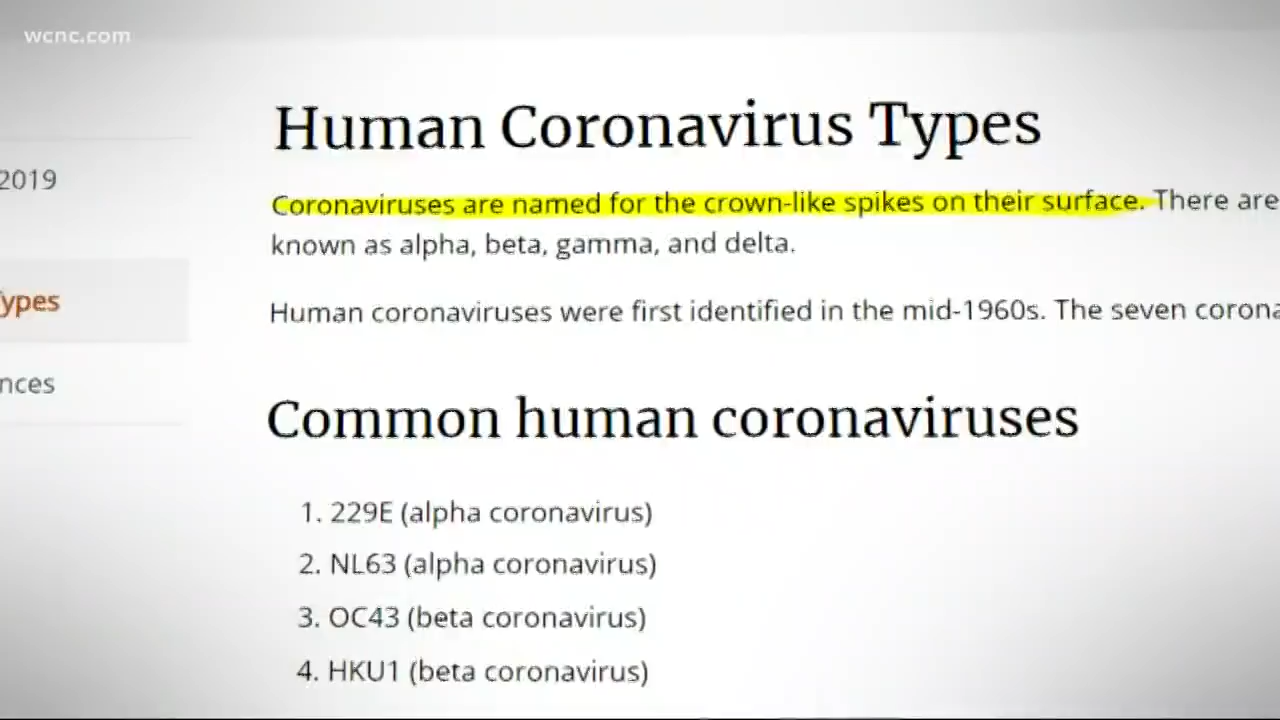 wcnc.com
Human Coronavirus Types
2019
Coronaviruses are named for the crown-like spikes on their surface. There are
known as alpha, beta, gamma, and delta.
ypes
Human coronaviruses were first identified in the mid-1960s. The seven corona
nces
Common human coronaviruses
1. 229E (alpha coronavirus)
2. NL63 (alpha coronavirus)
3. OC43 (beta coronavirus)
4. HKU1 (beta coronavirus)